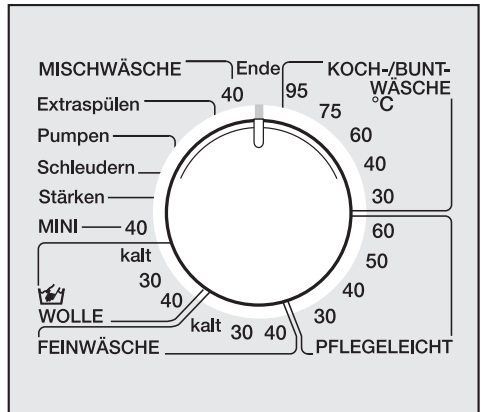 MISCHWÄSCHE
40
Ende
95
KOCH-/BUNT-
WÄSCHE
°C
75
60
40
30
Extraspülen
Pumpen
Schleudern
Stärken
MINI
40
kalt
30
40
WOLLE
kalt 30 40
FEINWÄSCHE
60
50
40
30
PFLEGELEICHT